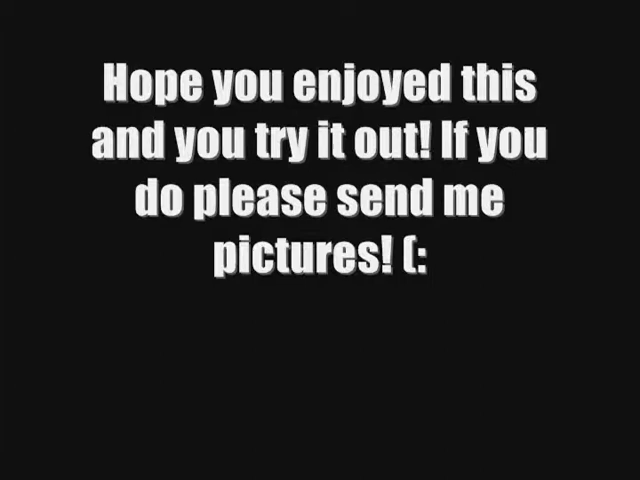 Hope you enjoyed this
and you try it out! If you
do please send me
pictures! (: